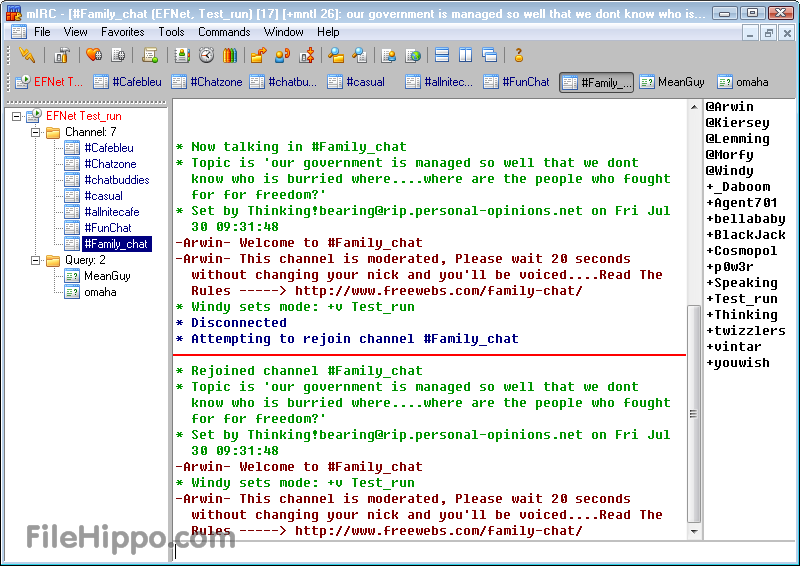 mIRC - [#Family_chat (EFNet, Test_run) [17] [+mntl 26]: our government is managed so well that we dont know who is...
File View Favorites Tools Commands Window Help
EFNet T... #Cafebleu #Chatzone #chatbu... #casual #allnitec... #FunChat #Family_... MeanGuy omaha
EFNet Test_run
Channel: 7
#Cafebleu
#Chatzone
#chatbuddies
#casual
#allnitecafe
#FunChat
#Family_chat
Query: 2
MeanGuy
omaha
* Now talking in #Family_chat
* Topic is 'our government is managed so well that we dont
know who is burried where....where are the people who fought
for for freedom?'
* Set by Thinking!bearing@rip.personal-opinions.net on Fri Jul
30 09:31:48
-Arwin- Welcome to #Family_chat
-Arwin- This channel is moderated, Please wait 20 seconds
without changing your nick and you'll be voiced....Read The
Rules -----> http://www.freewebs.com/family-chat/
* Windy sets mode: +v Test_run
* Disconnected
* Attempting to rejoin channel #Family_chat
* Rejoined channel #Family_chat
* Topic is 'our government is managed so well that we dont
know who is burried where....where are the people who fought
for for freedom?'
* Set by Thinking!bearing@rip.personal-opinions.net on Fri Jul
30 09:31:48
-Arwin- Welcome to #Family_chat
* Windy sets mode: +v Test_run
-Arwin- This channel is moderated, Please wait 20 seconds
without changing your nick and you'll be voiced....Read The
Rules -----> http://www.freewebs.com/family-chat/
@Arwin
@Kiersey
@Lemming
@Morfy
@Windy
+_Daboom
+Agent701
+bellababy
+BlackJack
+Cosmopol
+p0w3r
+Speaking
+Test_run
+Thinking
+twizzlers
+vintar
+youwish
FileHippo.com